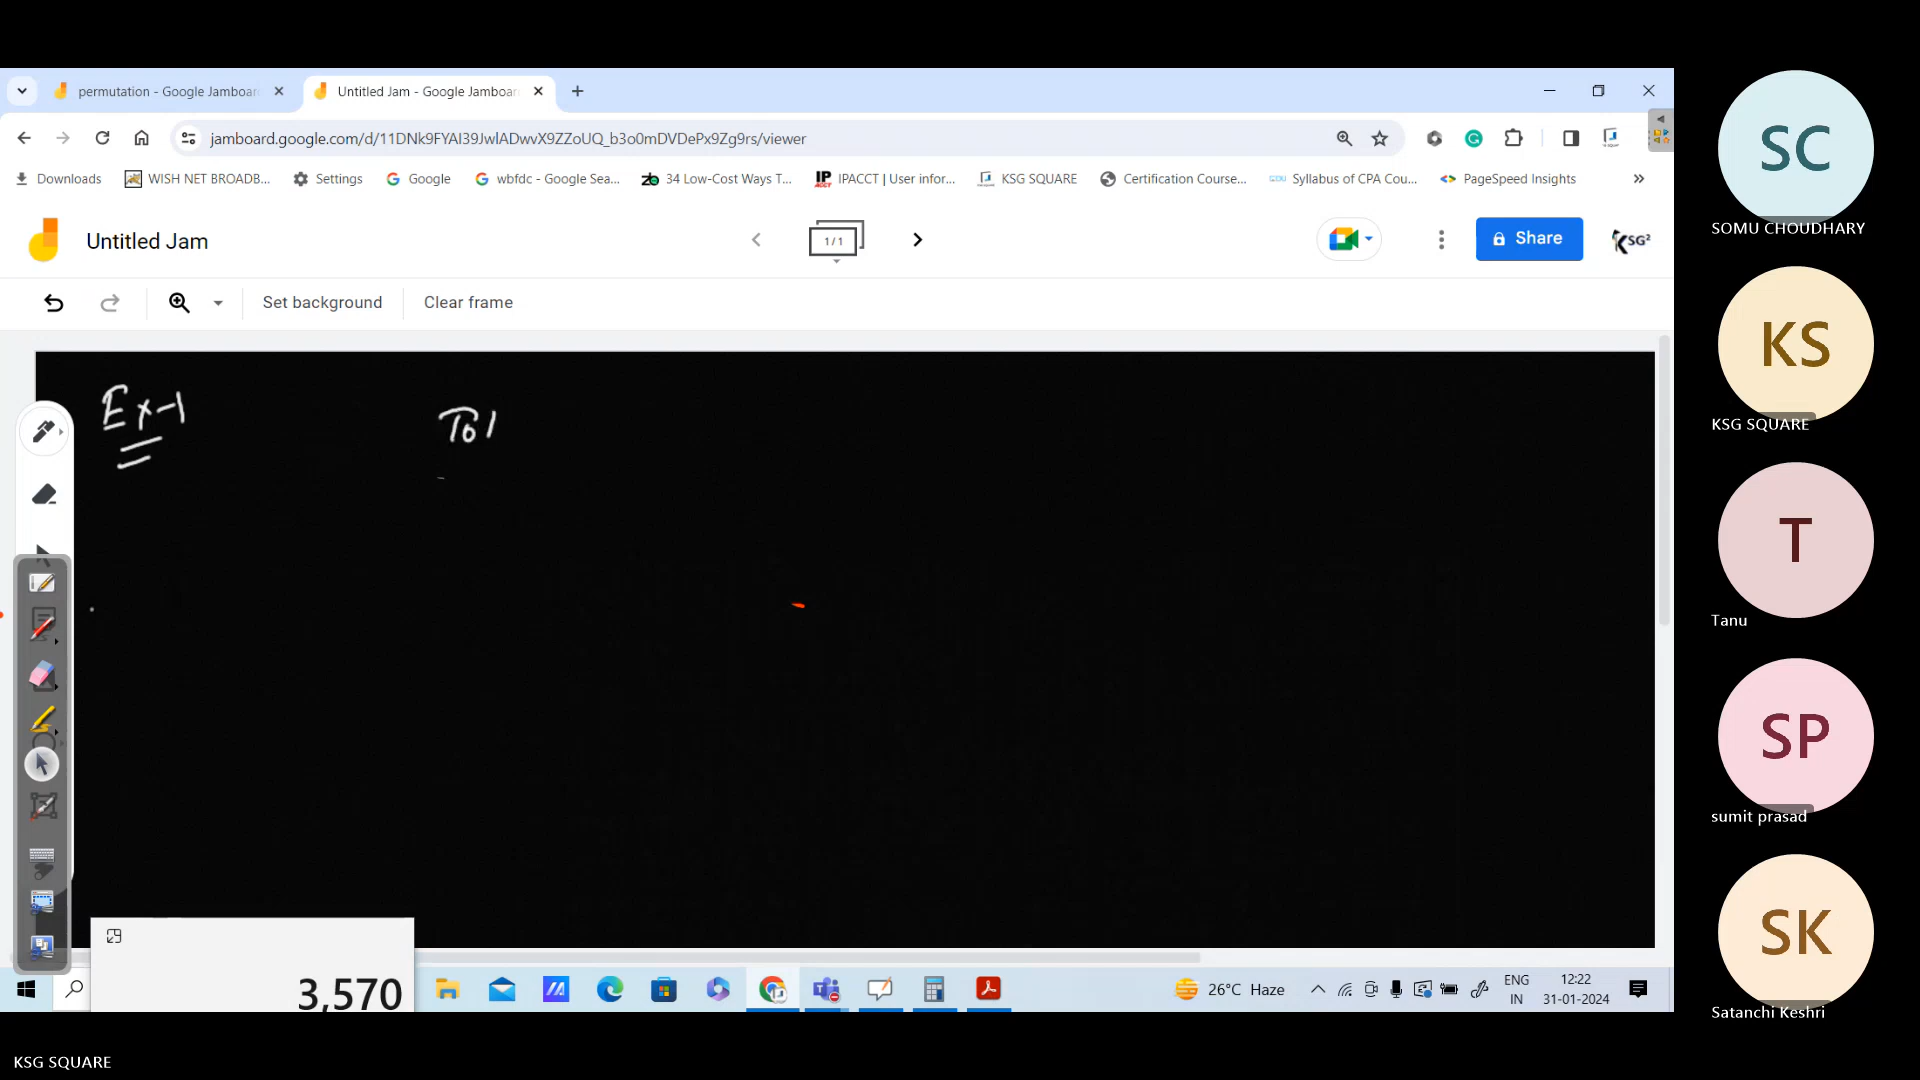 permutation - Google Jamboar
Untitled Jam - Google Jamboar
jamboard.google.com/d/11DNk9FYAI39JwlADwvX9ZZoUQ_b3o0mDVDePx9Zg9rs/viewer
Downloads
WISH NET BROADB...
Settings
Google
wbfdc - Google Sea...
34 Low-Cost Ways T...
IPACCT | User infor...
KSG SQUARE
Certification Course...
Syllabus of CPA Cou...
PageSpeed Insights
Untitled Jam
1 / 1
Share
KSG²
Set background
Clear frame
Ex-1
To1
3,570
26°C Haze
ENG
IN
12:22
31-01-2024
SC
SOMU CHOUDHARY
KS
KSG SQUARE
T
Tanu
SP
sumit prasad
SK
Satanchi Keshri
KSG SQUARE